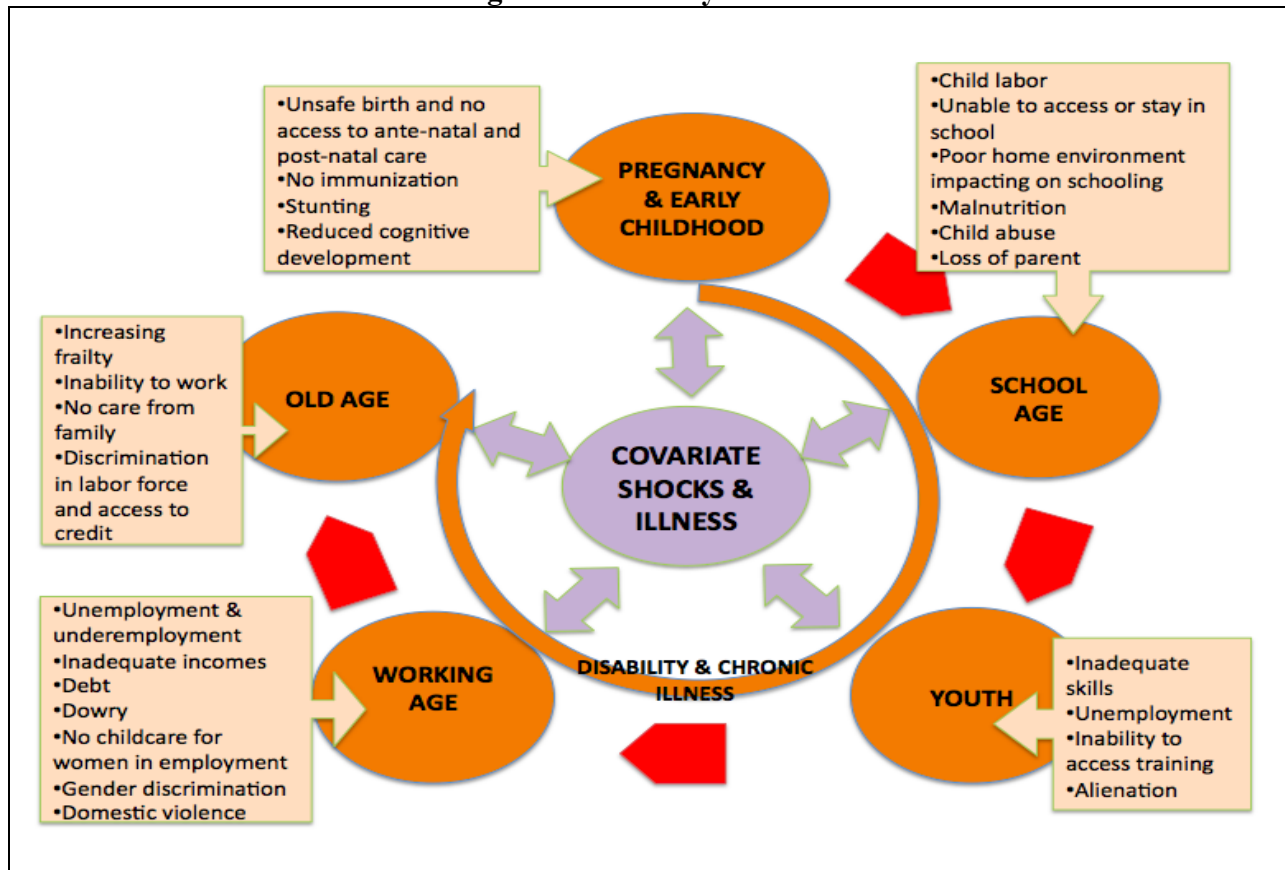 •Unsafe birth and no
access to ante-natal and
post-natal care
•No immunization
•Stunting
•Reduced cognitive
development
PREGNANCY
& EARLY
CHILDHOOD
•Child labor
•Unable to access or stay in
school
•Poor home environment
impacting on schooling
•Malnutrition
•Child abuse
•Loss of parent
•Increasing
frailty
•Inability to work
•No care from
family
•Discrimination
in labor force
and access to
credit
OLD AGE
COVARIATE
SHOCKS &
ILLNESS
SCHOOL
AGE
•Unemployment &
underemployment
•Inadequate incomes
•Debt
•Dowry
•No childcare for
women in employment
•Gender discrimination
•Domestic violence
WORKING
AGE
DISABILITY & CHRONIC
ILLNESS
YOUTH
•Inadequate
skills
•Unemployment
•Inability to
access training
•Alienation